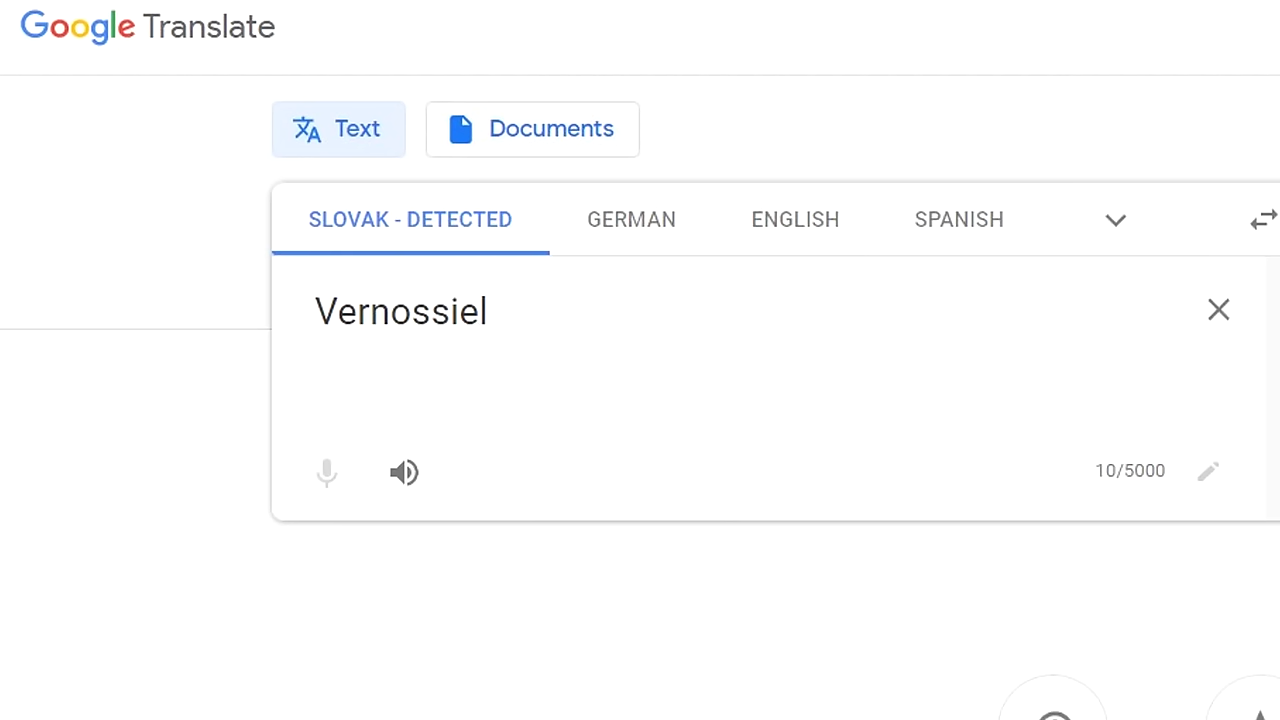 Google Translate
Text
Documents
SLOVAK - DETECTED
GERMAN
ENGLISH
SPANISH
Vernossiel
10/5000